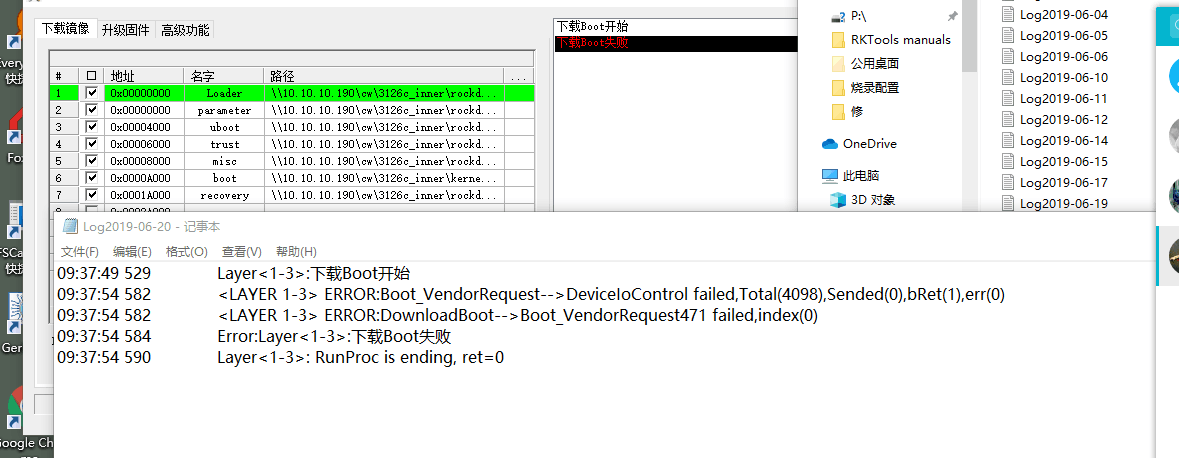 下载镜像 升级固件 高级功能
# 地址 名字 路径 ...
1 0x00000000 Loader \\10.10.10.190\cw\3126c_inner\rockd...
2 0x00000000 parameter \\10.10.10.190\cw\3126c_inner\rockd...
3 0x00004000 uboot \\10.10.10.190\cw\3126c_inner\rockd...
4 0x00006000 trust \\10.10.10.190\cw\3126c_inner\rockd...
5 0x00008000 misc \\10.10.10.190\cw\3126c_inner\rockd...
6 0x0000A000 boot \\10.10.10.190\cw\3126c_inner\kerne...
7 0x0001A000 recovery \\10.10.10.190\cw\3126c_inner\rockd...
下载Boot开始
下载Boot失败
P:\
RKTools manuals
公用桌面
烧录配置
修
OneDrive
此电脑
3D 对象
Log2019-06-04
Log2019-06-05
Log2019-06-06
Log2019-06-10
Log2019-06-11
Log2019-06-12
Log2019-06-14
Log2019-06-15
Log2019-06-17
Log2019-06-19
Log2019-06-20 - 记事本
文件(F) 编辑(E) 格式(O) 查看(V) 帮助(H)
09:37:49 529 Layer<1-3>:下载Boot开始
09:37:54 582 <LAYER 1-3> ERROR:Boot_VendorRequest-->DeviceIoControl failed,Total(4098),Sended(0),bRet(1),err(0)
09:37:54 582 <LAYER 1-3> ERROR:DownloadBoot-->Boot_VendorRequest471 failed,index(0)
09:37:54 584 Error:Layer<1-3>:下载Boot失败
09:37:54 590 Layer<1-3>: RunProc is ending, ret=0
Every
快捷
Fo
FSCa
快捷
Ger
Google Ch